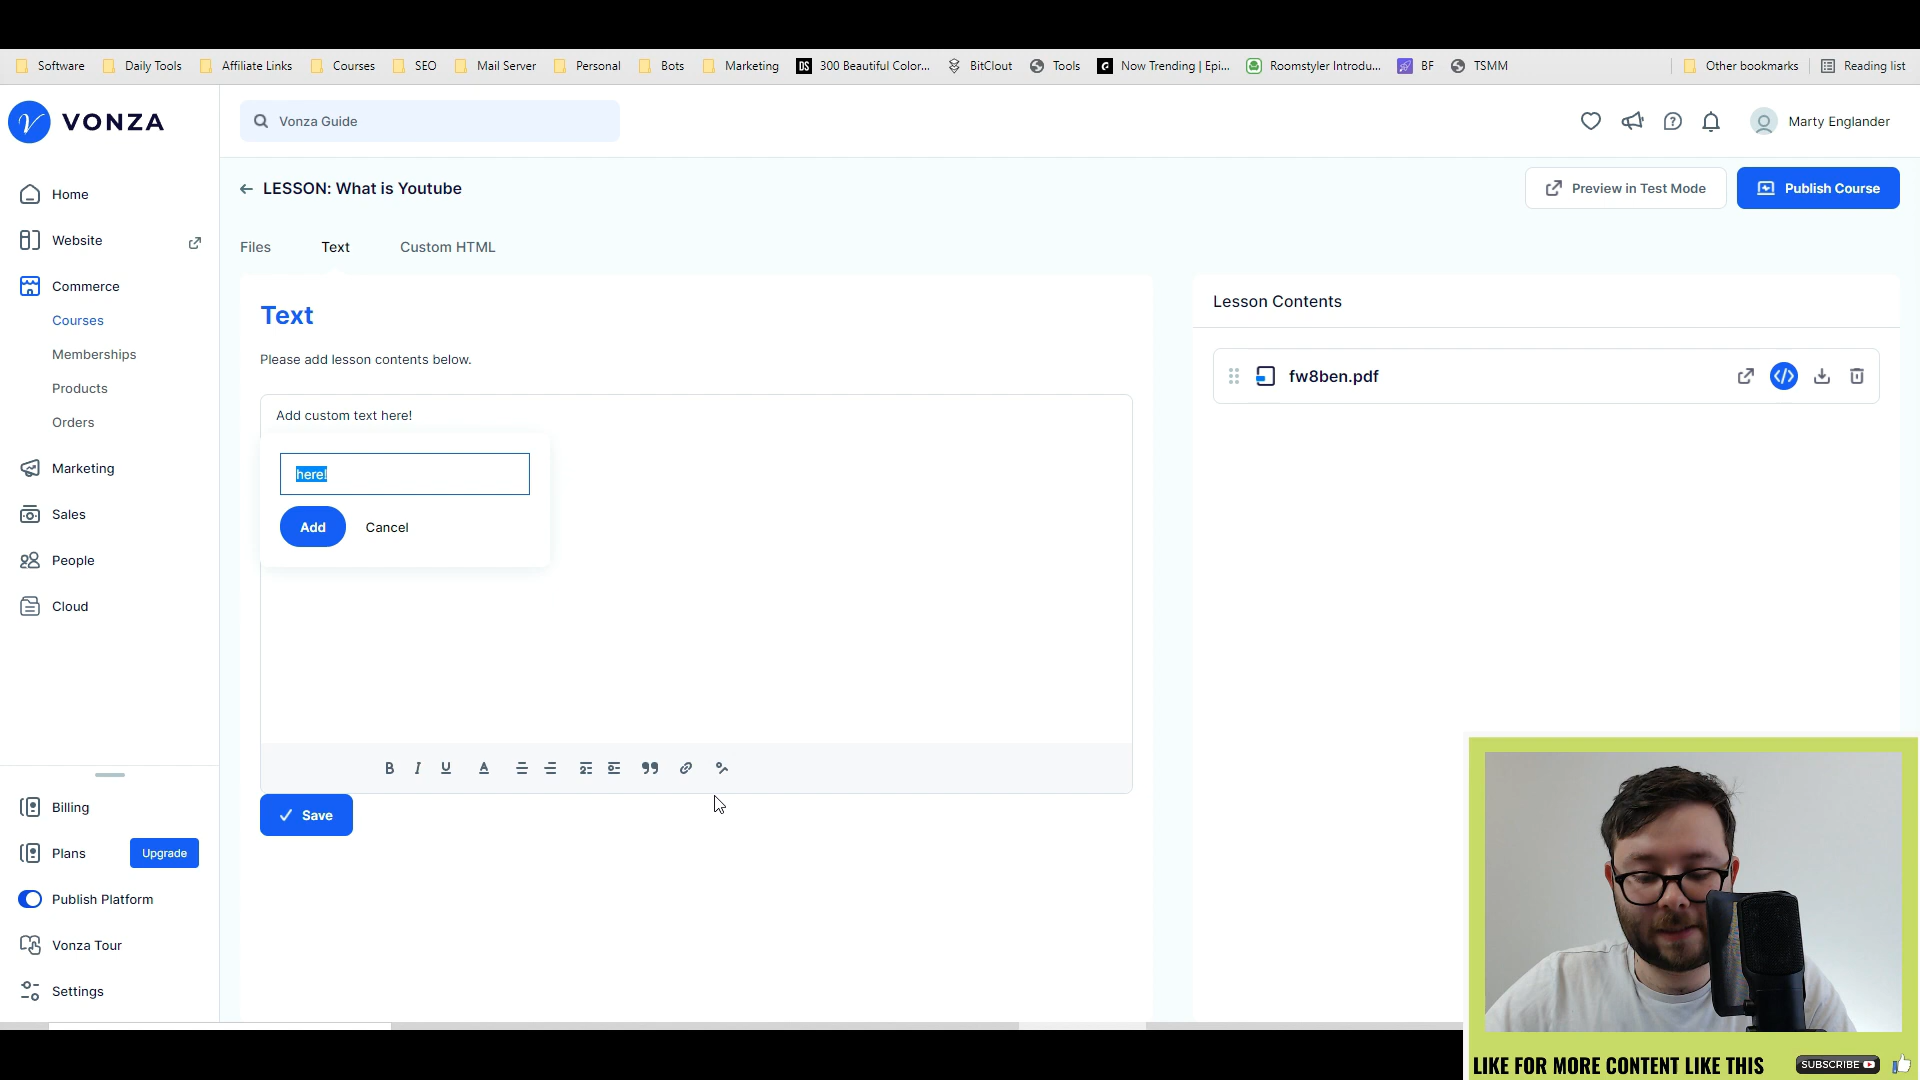 Software
Daily Tools
Affiliate Links
Courses
SEO
Mail Server
Personal
Bots
Marketing
DS
300 Beautiful Color...
BitClout
Tools
Now Trending | Epi...
Roomstyler Introdu...
BF
TSMM
Other bookmarks
Reading list
V VONZA
Vonza Guide
Marty Englander
LESSON: What is Youtube
Preview in Test Mode
Publish Course
Home
Website
Commerce
Courses
Memberships
Products
Orders
Marketing
Sales
People
Cloud
Billing
Plans
Upgrade
Publish Platform
Vonza Tour
Settings
Files
Text
Custom HTML
Text
Please add lesson contents below.
Add custom text here!
here!
Add
Cancel
B I U A
Save
Lesson Contents
fw8ben.pdf
LIKE FOR MORE CONTENT LIKE THIS
SUBSCRIBE